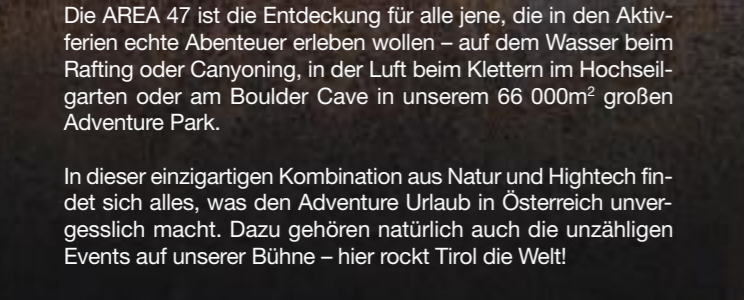 Die AREA 47 ist die Entdeckung für alle jene, die in den Aktiv-
ferien echte Abenteuer erleben wollen – auf dem Wasser beim
Rafting oder Canyoning, in der Luft beim Klettern im Hochseil-
garten oder am Boulder Cave in unserem 66 000m² großen
Adventure Park.
In dieser einzigartigen Kombination aus Natur und Hightech fin-
det sich alles, was den Adventure Urlaub in Österreich unver-
gesslich macht. Dazu gehören natürlich auch die unzähligen
Events auf unserer Bühne – hier rockt Tirol die Welt!